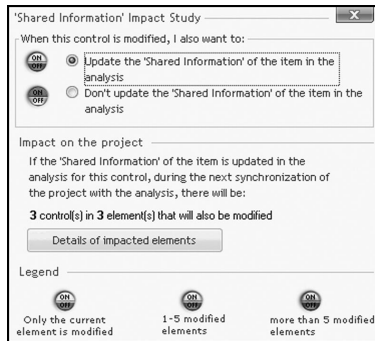 'Shared Information' Impact Study
When this control is modified, I also want to:
ON
OFF
Update the 'Shared Information' of the item in the
analysis
ON
OFF
Don't update the 'Shared Information' of the item in the
analysis
Impact on the project
If the 'Shared Information' of the item is updated in the
analysis for this control, during the next synchronization of
the project with the analysis, there will be:
3 control(s) in 3 element(s) that will also be modified
Details of impacted elements
Legend
ON
OFF
Only the current
element is modified
ON
OFF
1-5 modified
elements
ON
OFF
more than 5 modified
elements